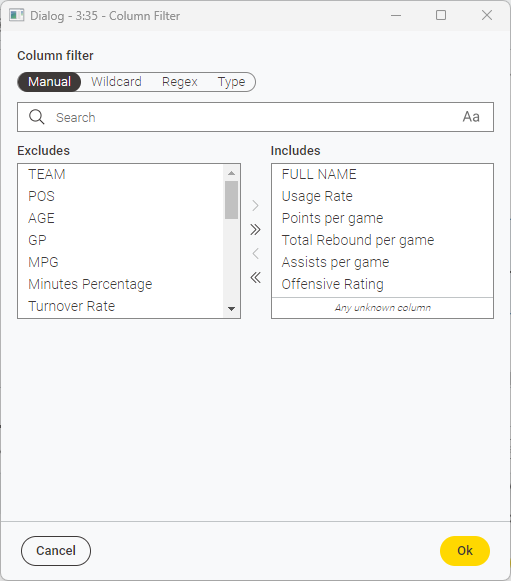 Dialog - 3:35 - Column Filter
Column filter
Manual Wildcard Regex Type
Search Aa
Excludes
TEAM
POS
AGE
GP
MPG
Minutes Percentage
Turnover Rate
Includes
FULL NAME
Usage Rate
Points per game
Total Rebound per game
Assists per game
Offensive Rating
Any unknown column
Cancel Ok